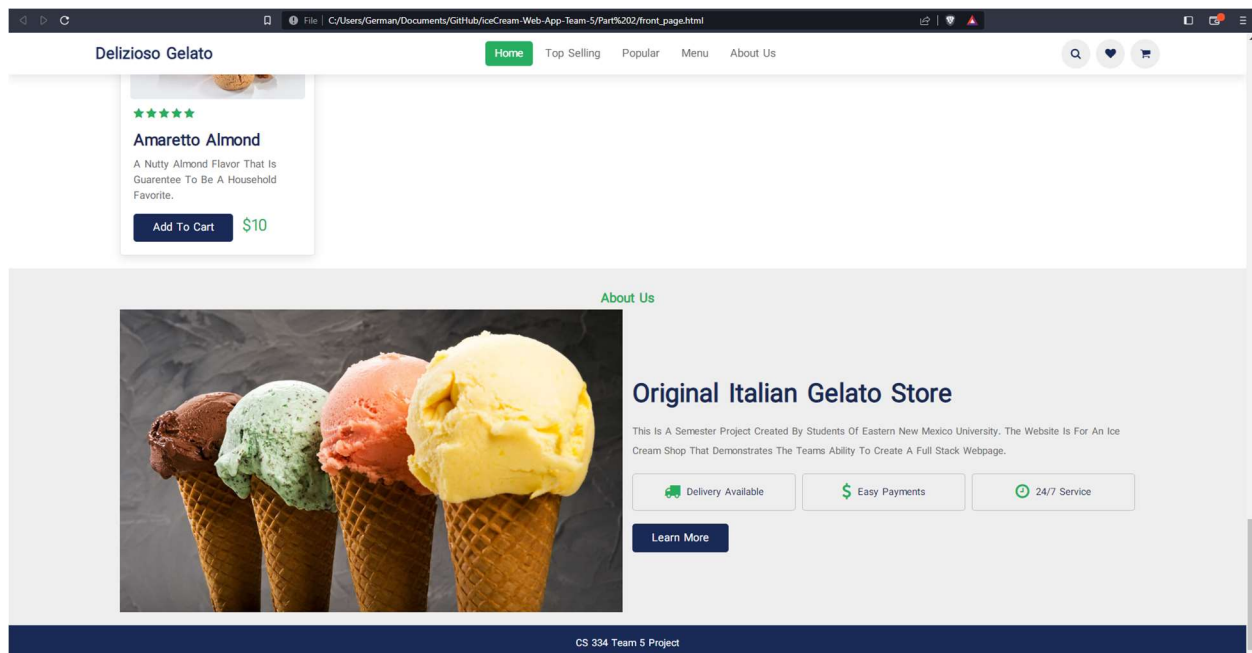 File | C:/Users/German/Documents/GitHub/iceCream-Web-App-Team-5/Part%202/front_page.html
Delizioso Gelato
Home Top Selling Popular Menu About Us
Amaretto Almond
A Nutty Almond Flavor That Is
Guarentee To Be A Household
Favorite.
Add To Cart $10
About Us
Original Italian Gelato Store
This Is A Semester Project Created By Students Of Eastern New Mexico University. The Website Is For An Ice
Cream Shop That Demonstrates The Teams Ability To Create A Full Stack Webpage.
Delivery Available Easy Payments 24/7 Service
Learn More
CS 334 Team 5 Project